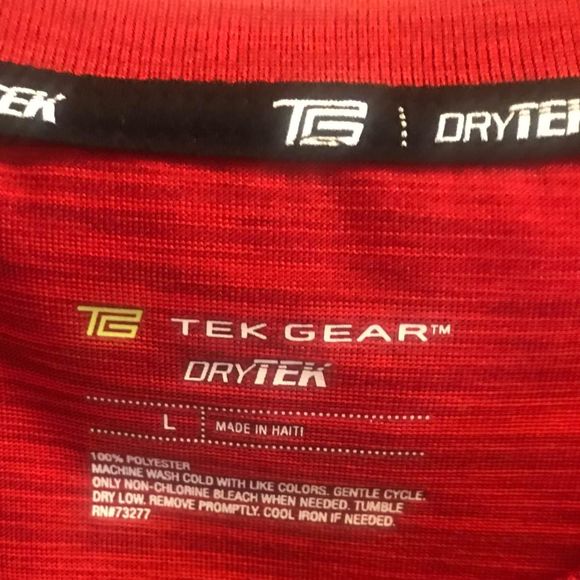 TEK TG DRYTEK
TG TEK GEAR™
DRYTEK
L MADE IN HAITI
100% POLYESTER
MACHINE WASH COLD WITH LIKE COLORS. GENTLE CYCLE.
ONLY NON-CHLORINE BLEACH WHEN NEEDED. TUMBLE
DRY LOW. REMOVE PROMPTLY. COOL IRON IF NEEDED.
RN#73277